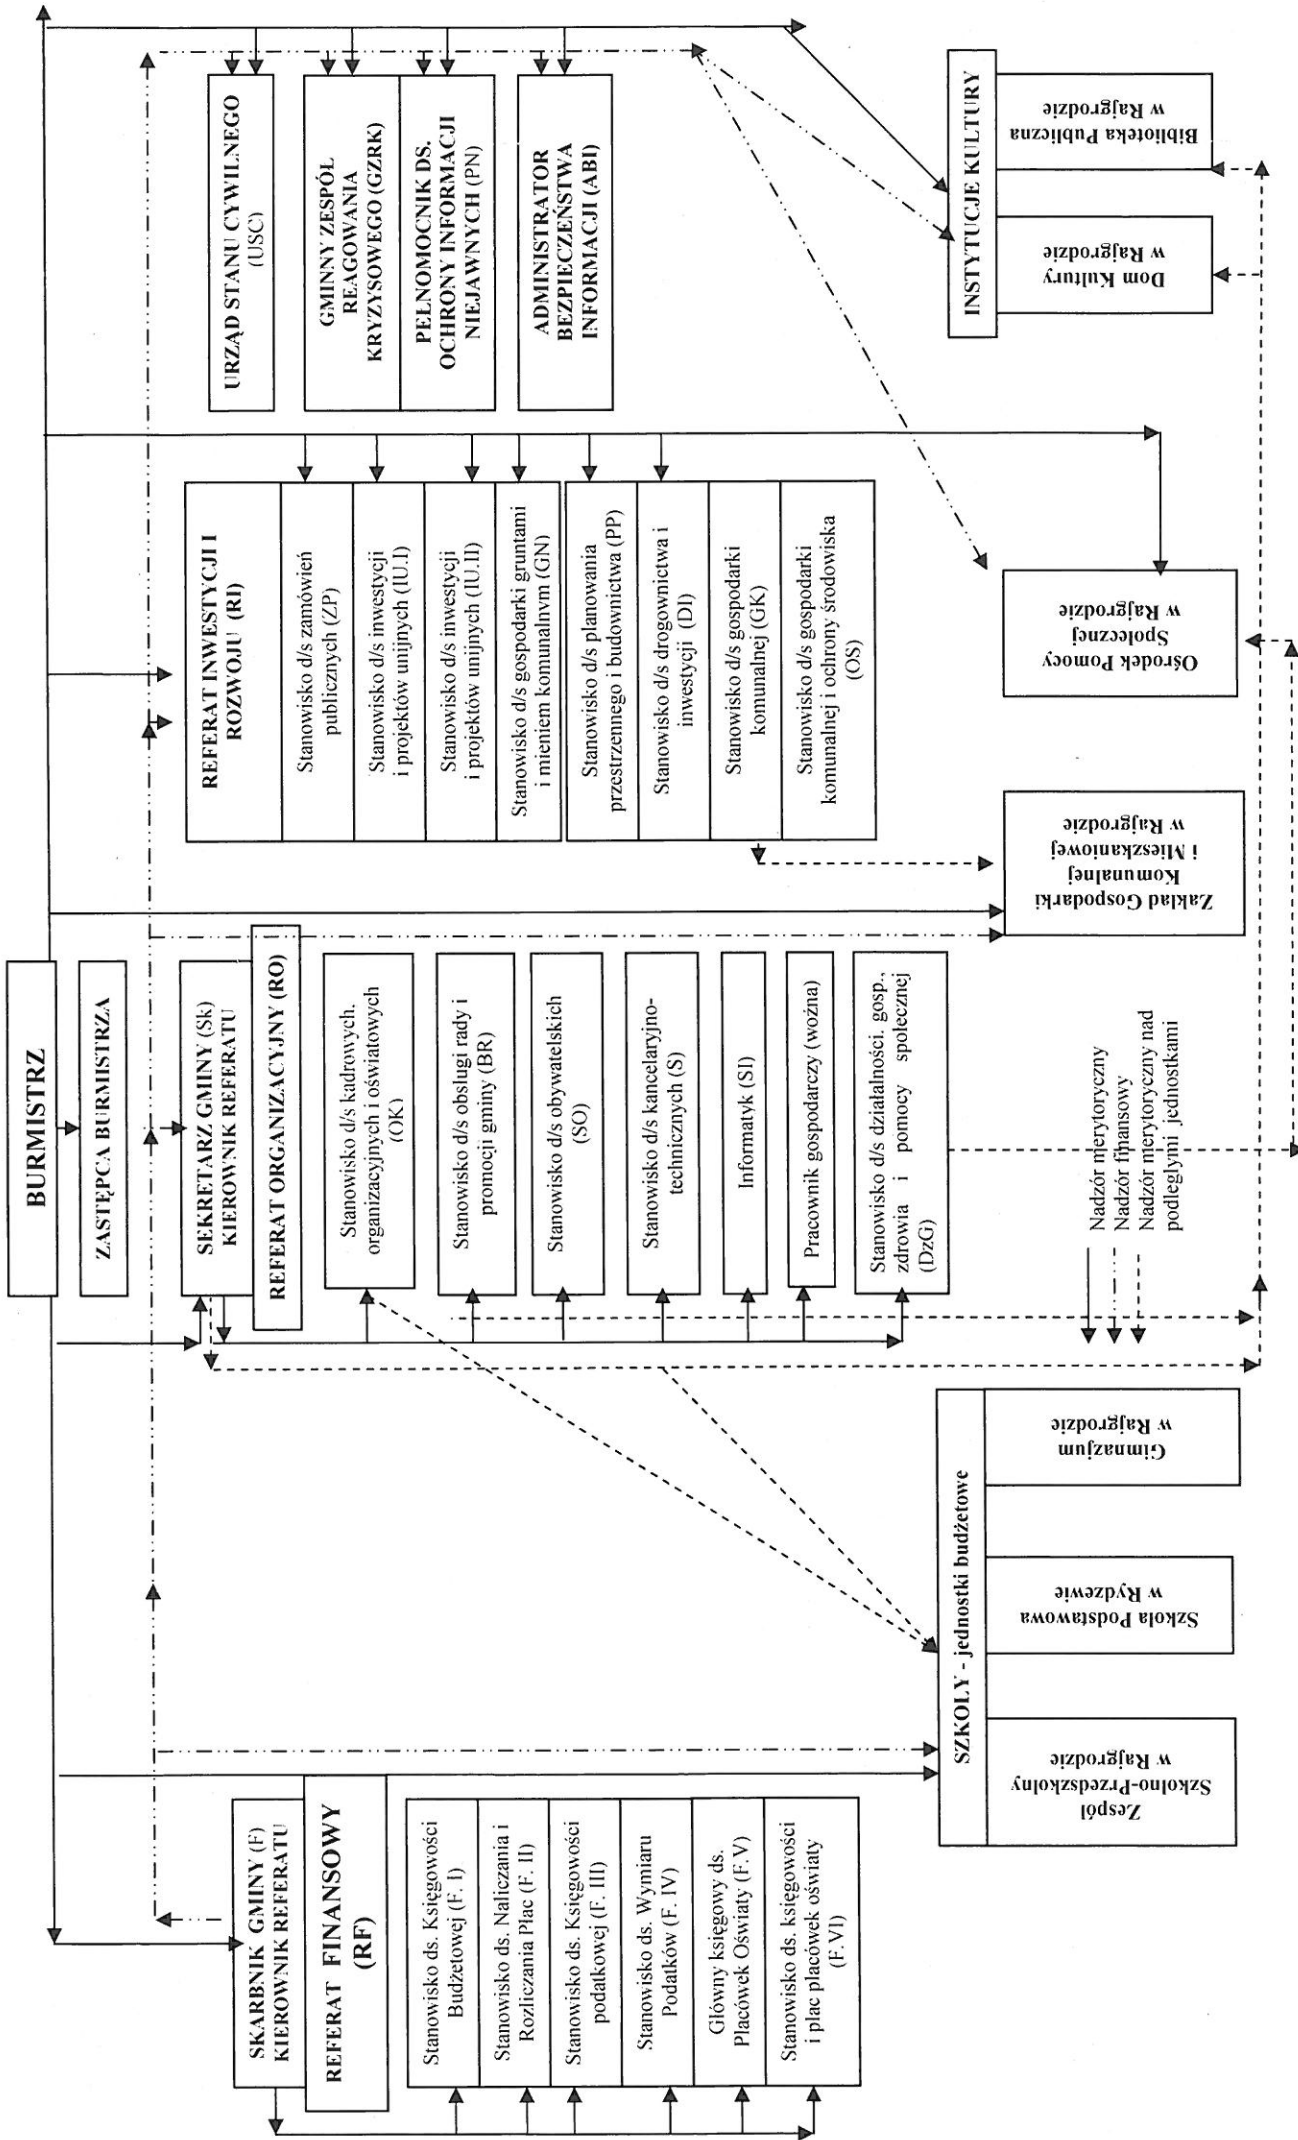 BURMISTRZ
ZASTĘPCA BURMISTRZA
SKARBNIK GMINY (F)
KIEROWNIK REFERATU
REFERAT FINANSOWY
(RF)
Stanowisko ds. Księgowości
Budżetowej (F. I)
Stanowisko ds. Naliczania i
Rozliczania Płac (F. II)
Stanowisko ds. Księgowości
podatkowej (F. III)
Stanowisko ds. Wymiaru
Podatków (F. IV)
Główny księgowy ds.
Placówek Oświaty (F.V)
Stanowisko ds. księgowości
i płac placówek oświaty
(F.VI)
SEKRETARZ GMINY (Sk)
KIEROWNIK REFERATU
REFERAT ORGANIZACYJNY (RO)
Stanowisko d/s kadrowych.
organizacyjnych i oświatowych
(OK)
Stanowisko d/s obsługi rady i
promocji gminy (BR)
Stanowisko d/s obywatelskich
(SO)
Stanowisko d/s kancelaryjno-
technicznych (S)
Informatyk (SI)
Pracownik gospodarczy (woźna)
Stanowisko d/s działalności. gosp.,
zdrowia i pomocy społecznej
(DzG)
REFERAT INWESTYCJI I
ROZWOJU (RI)
Stanowisko d/s zamówień
publicznych (ZP)
Stanowisko d/s inwestycji
i projektów unijnych (IU.I)
Stanowisko d/s inwestycji
i projektów unijnych (IU.II)
Stanowisko d/s gospodarki gruntami
i mieniem komunalnym (GN)
Stanowisko d/s planowania
przestrzennego i budownictwa (PP)
Stanowisko d/s drogownictwa i
inwestycji (DI)
Stanowisko d/s gospodarki
komunalnej (GK)
Stanowisko d/s gospodarki
komunalnej i ochrony środowiska
(OS)
URZĄD STANU CYWILNEGO
(USC)
GMINNY ZESPÓŁ
REAGOWANIA
KRYZYSOWEGO (GZRK)
PEŁNOMOCNIK DS.
OCHRONY INFORMACJI
NIEJAWNYCH (PN)
ADMINISTRATOR
BEZPIECZEŃSTWA
INFORMACJI (ABI)
SZKOŁY - jednostki budżetowe
Zespół
Szkolno-Przedszkolny
w Rajgrodzie
Szkoła Podstawowa
w Rydzewie
Gimnazjum
w Rajgrodzie
Nadzór merytoryczny
Nadzór finansowy
Nadzór merytoryczny nad
podległymi jednostkami
Zakład Gospodarki
Komunalnej
i Mieszkaniowej
w Rajgrodzie
Ośrodek Pomocy
Społecznej
w Rajgrodzie
INSTYTUCJE KULTURY
Dom Kultury
w Rajgrodzie
Biblioteka Publiczna
w Rajgrodzie